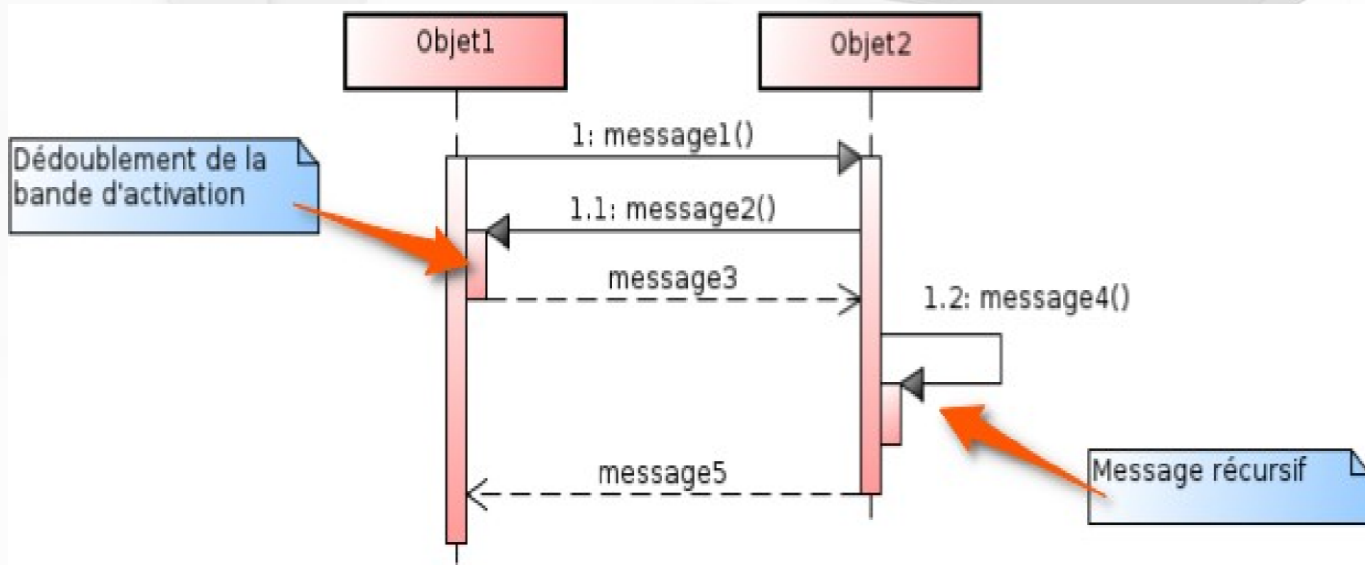 Objet1
Objet2
1: message1()
Dédoublement de la
bande d'activation
1.1: message2()
message3
1.2: message4()
message5
Message récursif